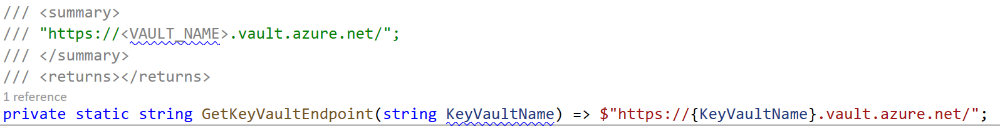 /// <summary>
/// "https://<VAULT_NAME>.vault.azure.net/";
/// </summary>
/// <returns></returns>
1 reference
private static string GetKeyVaultEndpoint(string KeyVaultName) => $"https://{KeyVaultName}.vault.azure.net/";